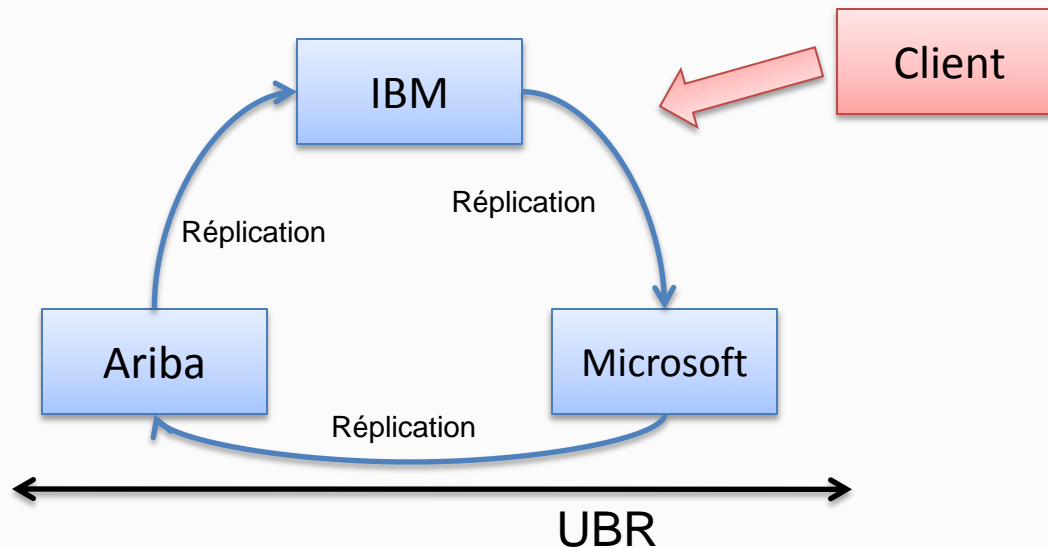 Client
IBM
Réplication
Réplication
Ariba
Microsoft
Réplication
UBR